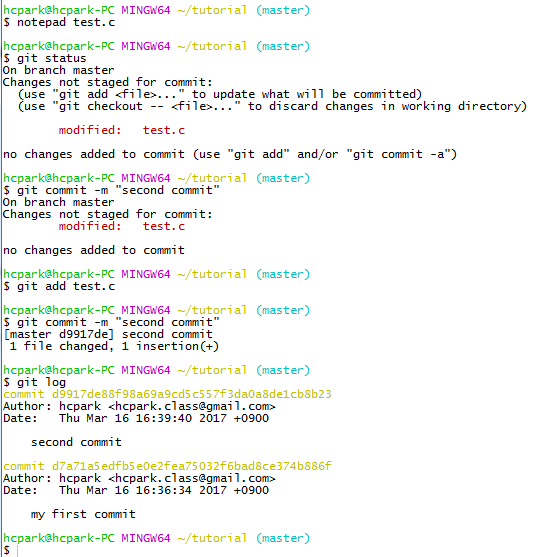 hcpark@hcpark-PC MINGW64 ~/tutorial (master)
$ notepad test.c
hcpark@hcpark-PC MINGW64 ~/tutorial (master)
$ git status
On branch master
Changes not staged for commit:
  (use "git add <file>..." to update what will be committed)
  (use "git checkout -- <file>..." to discard changes in working directory)
        modified:   test.c
no changes added to commit (use "git add" and/or "git commit -a")
hcpark@hcpark-PC MINGW64 ~/tutorial (master)
$ git commit -m "second commit"
On branch master
Changes not staged for commit:
        modified:   test.c
no changes added to commit
hcpark@hcpark-PC MINGW64 ~/tutorial (master)
$ git add test.c
hcpark@hcpark-PC MINGW64 ~/tutorial (master)
$ git commit -m "second commit"
[master d9917de] second commit
 1 file changed, 1 insertion(+)
hcpark@hcpark-PC MINGW64 ~/tutorial (master)
$ git log
commit d9917de88f98a69a9cd5c557f3da0a8de1cb8b23
Author: hcpark <hcpark.class@gmail.com>
Date:   Thu Mar 16 16:39:40 2017 +0900
    second commit
commit d7a71a5edfb5e0e2fea75032f6bad8ce374b886f
Author: hcpark <hcpark.class@gmail.com>
Date:   Thu Mar 16 16:36:34 2017 +0900
    my first commit
hcpark@hcpark-PC MINGW64 ~/tutorial (master)
$